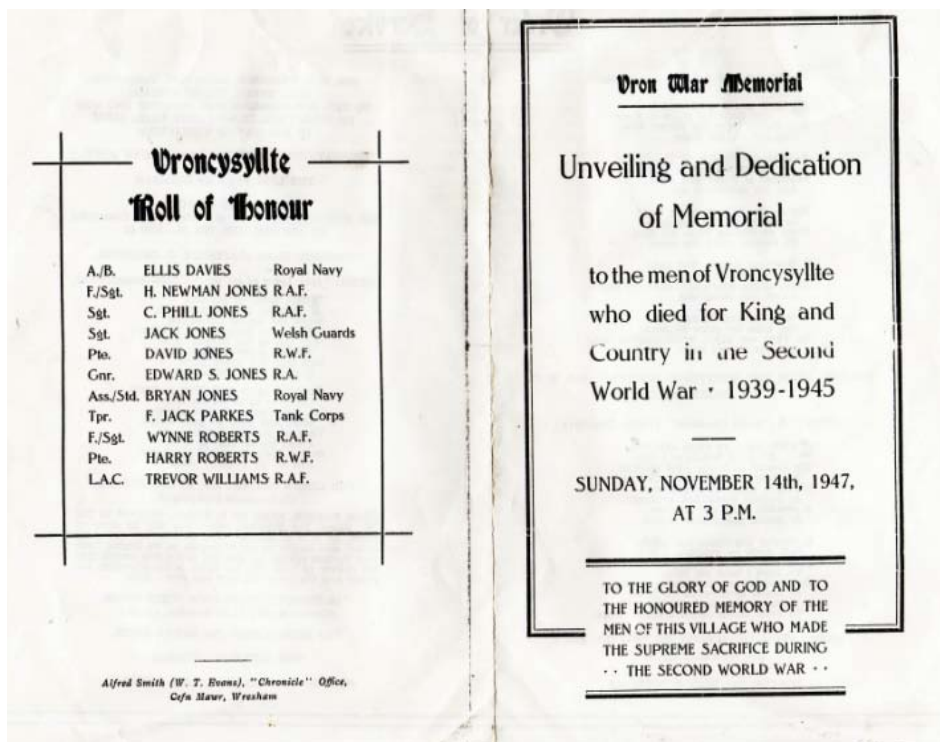 Vroncysyllte
Roll of Honour
A./B. ELLIS DAVIES Royal Navy
F./Sgt. H. NEWMAN JONES R.A.F.
Sgt. C. PHILL JONES R.A.F.
Sgt. JACK JONES Welsh Guards
Pte. DAVID JONES R.W.F.
Gnr. EDWARD S. JONES R.A.
Ass./Std. BRYAN JONES Royal Navy
Tpr. F. JACK PARKES Tank Corps
F./Sgt. WYNNE ROBERTS R.A.F.
Pte. HARRY ROBERTS R.W.F.
L.A.C. TREVOR WILLIAMS R.A.F.
Alfred Smith (W. T. Evans), "Chronicle" Office,
Cefn Mawr, Wrexham
Vron War Memorial
Unveiling and Dedication
of Memorial
to the men of Vroncysyllte
who died for King and
Country in the Second
World War · 1939-1945
SUNDAY, NOVEMBER 14th, 1947,
AT 3 P.M.
TO THE GLORY OF GOD AND TO
THE HONOURED MEMORY OF THE
MEN OF THIS VILLAGE WHO MADE
THE SUPREME SACRIFICE DURING
· · THE SECOND WORLD WAR · ·